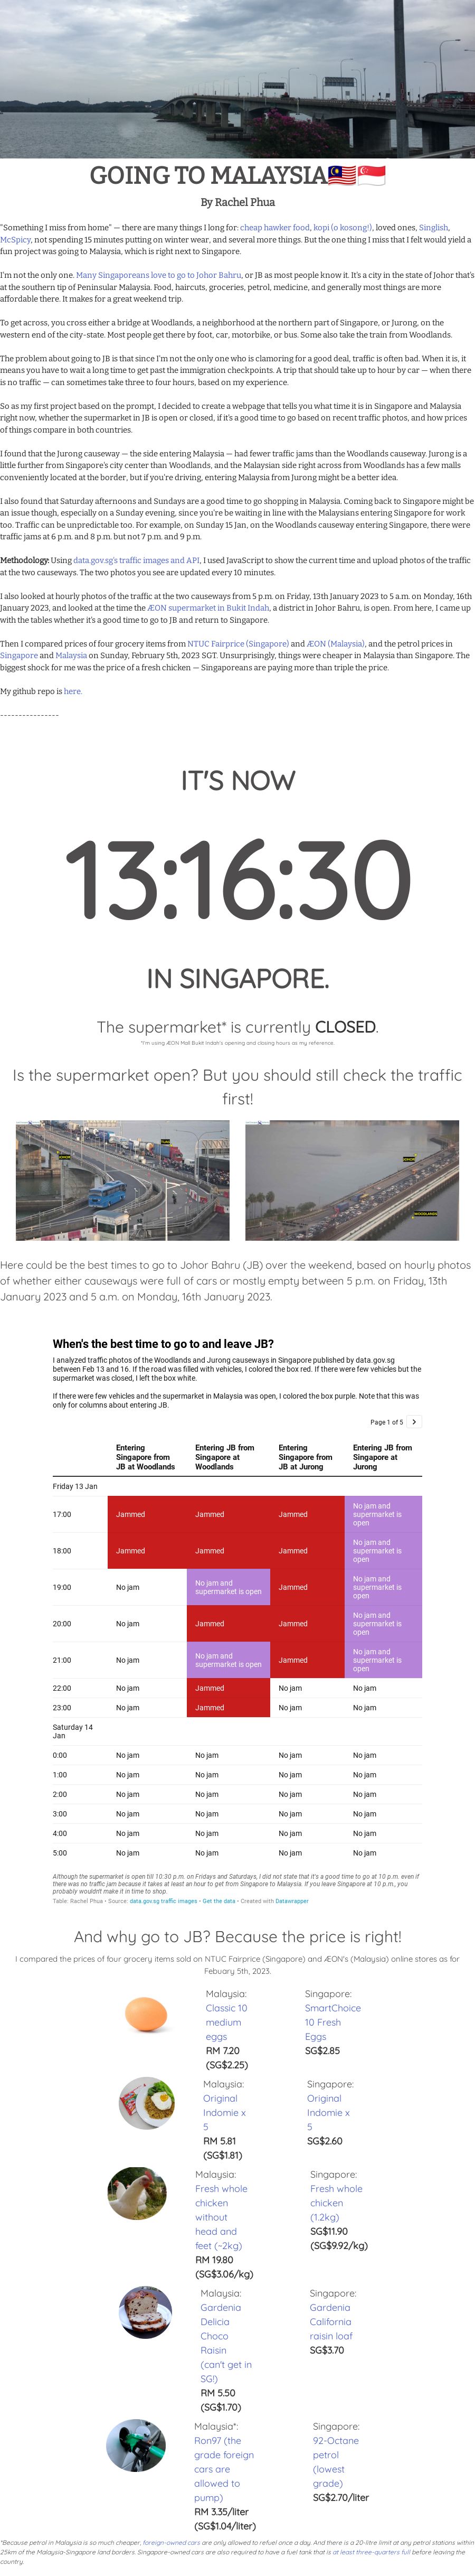 GOING TO MALAYSIA🇲🇾🇸🇬
By Rachel Phua
"Something I miss from home" — there are many things I long for: cheap hawker food, kopi (o kosong!), loved ones, Singlish,
McSpicy, not spending 15 minutes putting on winter wear, and several more things. But the one thing I miss that I felt would yield a
fun project was going to Malaysia, which is right next to Singapore.
I'm not the only one. Many Singaporeans love to go to Johor Bahru, or JB as most people know it. It's a city in the state of Johor that's
at the southern tip of Peninsular Malaysia. Food, haircuts, groceries, petrol, medicine, and generally most things are more
affordable there. It makes for a great weekend trip.
To get across, you cross either a bridge at Woodlands, a neighborhood at the northern part of Singapore, or Jurong, on the
western end of the city-state. Most people get there by foot, car, motorbike, or bus. Some also take the train from Woodlands.
The problem about going to JB is that since I'm not the only one who is clamoring for a good deal, traffic is often bad. When it is, it
means you have to wait a long time to get past the immigration checkpoints. A trip that should take up to hour by car — when there
is no traffic — can sometimes take three to four hours, based on my experience.
So as my first project based on the prompt, I decided to create a webpage that tells you what time it is in Singapore and Malaysia
right now, whether the supermarket in JB is open or closed, if it's a good time to go based on recent traffic photos, and how prices
of things compare in both countries.
I found that the Jurong causeway — the side entering Malaysia — had fewer traffic jams than the Woodlands causeway. Jurong is a
little further from Singapore's city center than Woodlands, and the Malaysian side right across Woodlands has a few malls
conveniently located at the border, but if you're driving, entering Malaysia from Jurong might be a better idea.
I also found that Saturday afternoons and Sundays are a good time to go shopping in Malaysia. Coming back to Singapore might be
an issue though, especially on a Sunday evening, since you're be waiting in line with the Malaysians entering Singapore for work
too. Traffic can be unpredictable too. For example, on Sunday 15 Jan, on the Woodlands causeway entering Singapore, there were
traffic jams at 6 p.m. and 8 p.m. but not 7 p.m. and 9 p.m.
Methodology: Using data.gov.sg's traffic images and API, I used JavaScript to show the current time and upload photos of the traffic
at the two causeways. The two photos you see are updated every 10 minutes.
I also looked at hourly photos of the traffic at the two causeways from 5 p.m. on Friday, 13th January 2023 to 5 a.m. on Monday, 16th
January 2023, and looked at the time the ÆON supermarket in Bukit Indah, a district in Johor Bahru, is open. From here, I came up
with the tables whether it's a good time to go to JB and return to Singapore.
Then I compared prices of four grocery items from NTUC Fairprice (Singapore) and ÆON (Malaysia), and the petrol prices in
Singapore and Malaysia on Sunday, February 5th, 2023 SGT. Unsurprisingly, things were cheaper in Malaysia than Singapore. The
biggest shock for me was the price of a fresh chicken — Singaporeans are paying more than triple the price.
My github repo is here.
----------------
IT'S NOW
13:16:30
IN SINGAPORE.
The supermarket* is currently CLOSED.
*I'm using ÆON Mall Bukit Indah's opening and closing hours as my reference.
Is the supermarket open? But you should still check the traffic
first!
JOHOR
WOODLANDS
Here could be the best times to go to Johor Bahru (JB) over the weekend, based on hourly photos
of whether either causeways were full of cars or mostly empty between 5 p.m. on Friday, 13th
January 2023 and 5 a.m. on Monday, 16th January 2023.
When's the best time to go to and leave JB?
I analyzed traffic photos of the Woodlands and Jurong causeways in Singapore published by data.gov.sg
between Feb 13 and 16. If the road was filled with vehicles, I colored the box red. If there were few vehicles but the
supermarket was closed, I left the box white.
If there were few vehicles and the supermarket in Malaysia was open, I colored the box purple. Note that this was
only for columns about entering JB.
Page 1 of 5 >
Entering Singapore from JB at Woodlands
Entering JB from Singapore at Woodlands
Entering Singapore from JB at Jurong
Entering JB from Singapore at Jurong
Friday 13 Jan
17:00 Jammed Jammed Jammed No jam and supermarket is open
18:00 Jammed Jammed Jammed No jam and supermarket is open
19:00 No jam No jam and supermarket is open Jammed No jam and supermarket is open
20:00 No jam Jammed Jammed No jam and supermarket is open
21:00 No jam No jam and supermarket is open Jammed No jam and supermarket is open
22:00 No jam Jammed No jam No jam
23:00 No jam Jammed No jam No jam
Saturday 14
Jan
0:00 No jam No jam No jam No jam
1:00 No jam No jam No jam No jam
2:00 No jam No jam No jam No jam
3:00 No jam No jam No jam No jam
4:00 No jam No jam No jam No jam
5:00 No jam No jam No jam No jam
Although the supermarket is open till 10:30 p.m. on Fridays and Saturdays, I did not state that it's a good time to go at 10 p.m. even if
there was no traffic jam because it takes at least an hour to get from Singapore to Malaysia. If you leave Singapore at 10 p.m., you
probably wouldn't make it in time to shop.
Table: Rachel Phua • Source: data.gov.sg traffic images • Get the data • Created with Datawrapper
And why go to JB? Because the price is right!
I compared the prices of four grocery items sold on NTUC Fairprice (Singapore) and ÆON's (Malaysia) online stores as for
Febuary 5th, 2023.
Malaysia:
Classic 10
medium
eggs
RM 7.20
(SG$2.25)
Singapore:
SmartChoice
10 Fresh
Eggs
SG$2.85
Malaysia:
Original
Indomie x
5
RM 5.81
(SG$1.81)
Singapore:
Original
Indomie x
5
SG$2.60
Malaysia:
Fresh whole
chicken
without
head and
feet (~2kg)
RM 19.80
(SG$3.06/kg)
Singapore:
Fresh whole
chicken
(1.2kg)
SG$11.90
(SG$9.92/kg)
Malaysia:
Gardenia
Delicia
Choco
Raisin
(can't get in
SG!)
RM 5.50
(SG$1.70)
Singapore:
Gardenia
California
raisin loaf
SG$3.70
Malaysia*:
Ron97 (the
grade foreign
cars are
allowed to
pump)
RM 3.35/liter
(SG$1.04/liter)
Singapore:
92-Octane
petrol
(lowest
grade)
SG$2.70/liter
*Because petrol in Malaysia is so much cheaper, foreign-owned cars are only allowed to refuel once a day. And there is a 20-litre limit at any petrol stations within
25km of the Malaysia-Singapore land borders. Singapore-owned cars are also required to have a fuel tank that is at least three-quarters full before leaving the
country.